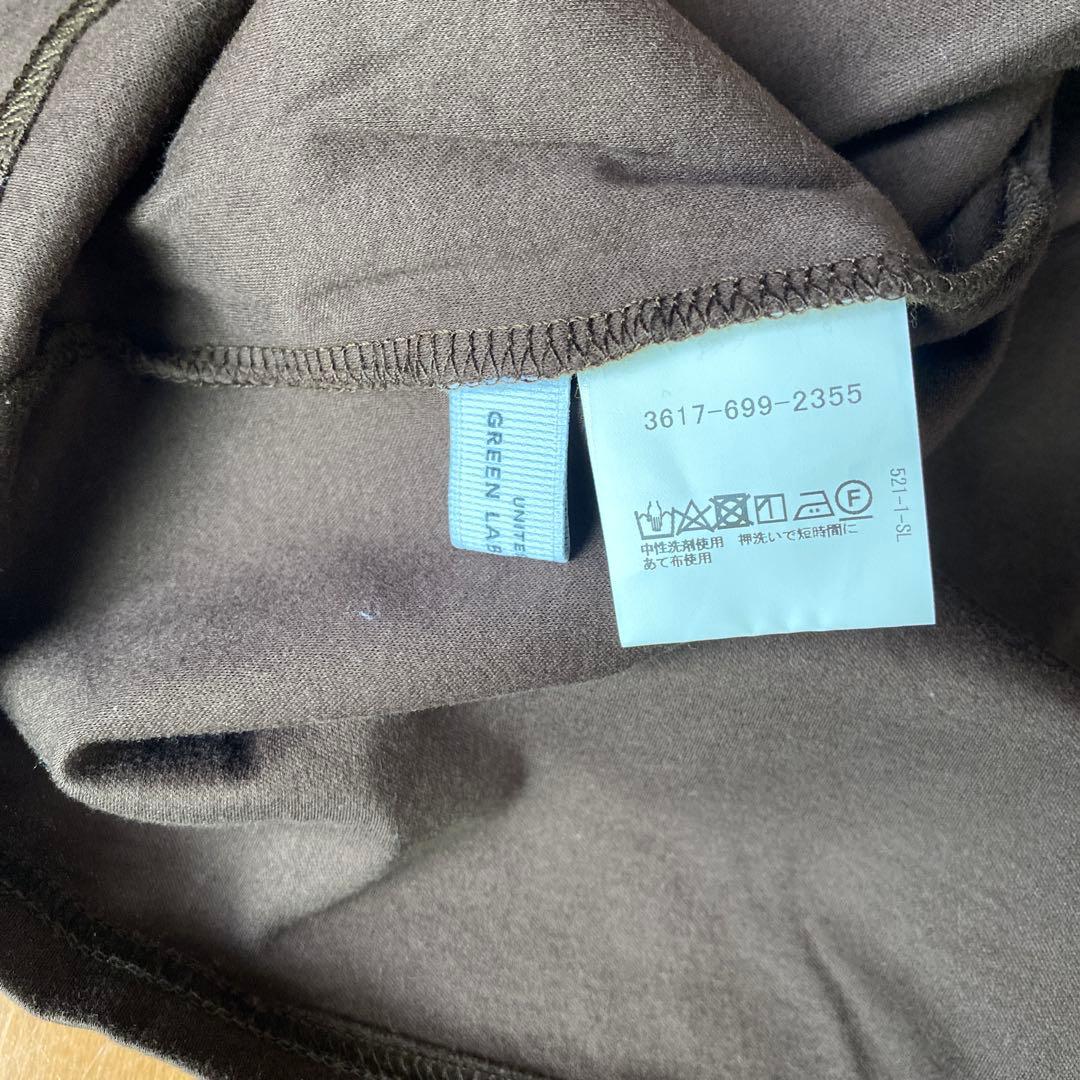 UNITE
GREEN LAB
3617-699-2355
521-1-SL
F
中性洗剤使用 押洗いで短時間に
あて布使用